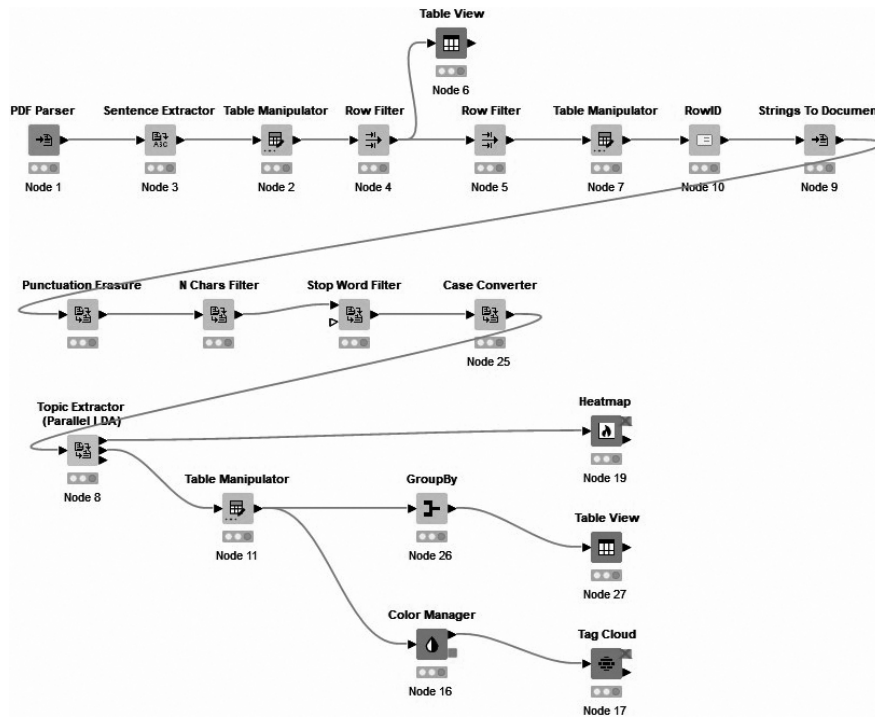 Table View
Node 6
PDF Parser
Node 1
Sentence Extractor
Node 3
Table Manipulator
Node 2
Row Filter
Node 4
Row Filter
Node 5
Table Manipulator
Node 7
RowID
Node 10
Strings To Documen
Node 9
Punctuation Erasure
N Chars Filter
Stop Word Filter
Case Converter
Node 25
Topic Extractor
(Parallel LDA)
Node 8
Heatmap
Node 19
Table Manipulator
Node 11
GroupBy
Node 26
Table View
Node 27
Color Manager
Node 16
Tag Cloud
Node 17